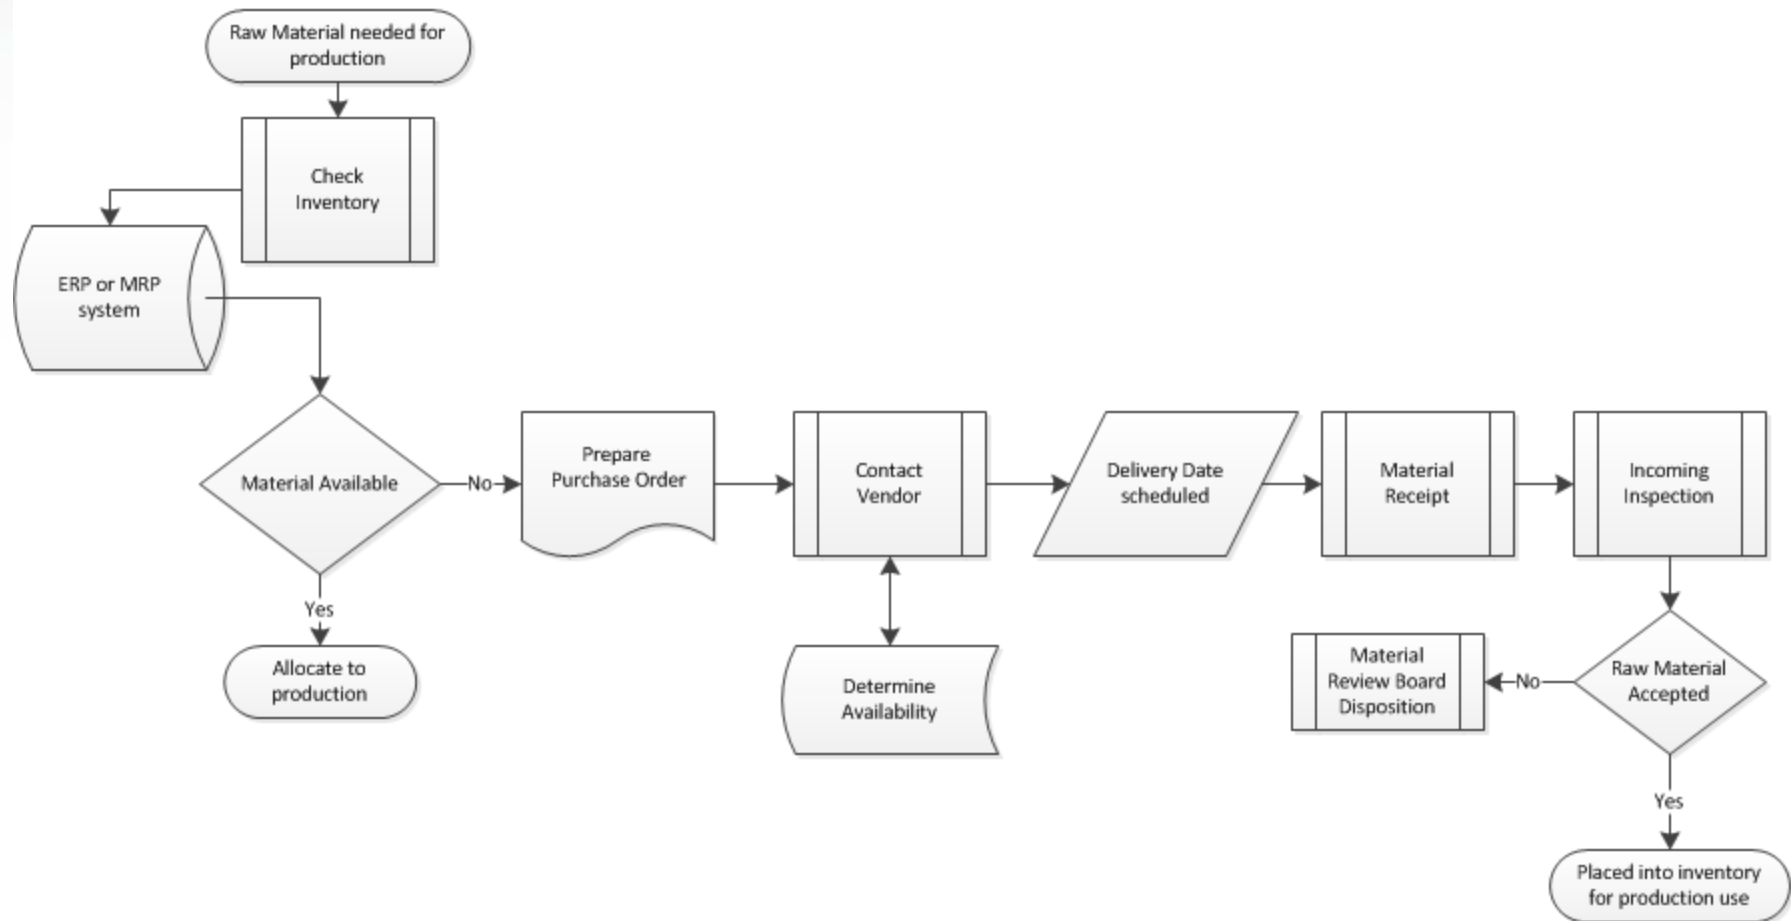 Raw Material needed for
production
Check
Inventory
ERP or MRP
system
Material Available
No
Prepare
Purchase Order
Contact
Vendor
Delivery Date
scheduled
Material
Receipt
Incoming
Inspection
Yes
Allocate to
production
Determine
Availability
Material
Review Board
Disposition
No
Raw Material
Accepted
Yes
Placed into inventory
for production use